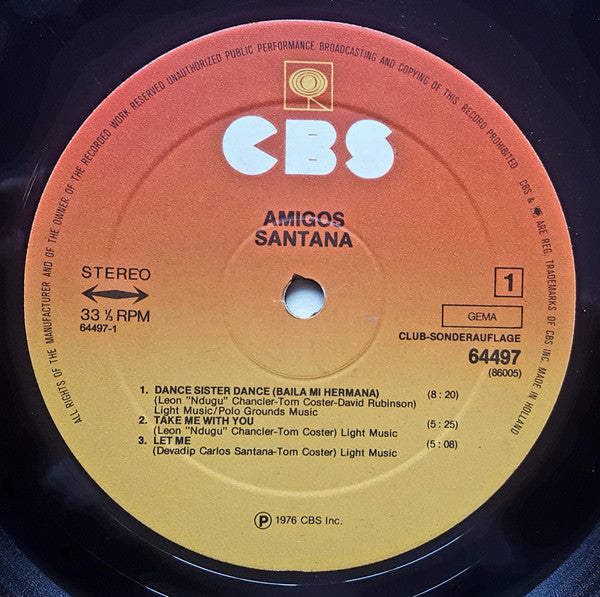 ALL RIGHTS OF THE MANUFACTURER AND OF THE OWNER OF THE RECORDED WORK RESERVED UNAUTHORIZED PUBLIC PERFORMANCE BROADCASTING AND COPYING OF THIS RECORD PROHIBITED. CBS & ARE REG. TRADEMARKS OF CBS INC. MADE IN HOLLAND
CBS
AMIGOS
SANTANA
STEREO
33 ⅓ RPM
64497-1
1
GEMA
CLUB-SONDERAUFLAGE
64497
(86005)
1. DANCE SISTER DANCE (BAILA MI HERMANA) (8 : 20)
(Leon "Ndugu" Chancler-Tom Coster-David Rubinson)
Light Music/Polo Grounds Music
2. TAKE ME WITH YOU (5 : 25)
(Leon "Ndugu" Chancler-Tom Coster) Light Music
3. LET ME (5 : 08)
(Devadip Carlos Santana-Tom Coster) Light Music
Ⓟ 1976 CBS Inc.